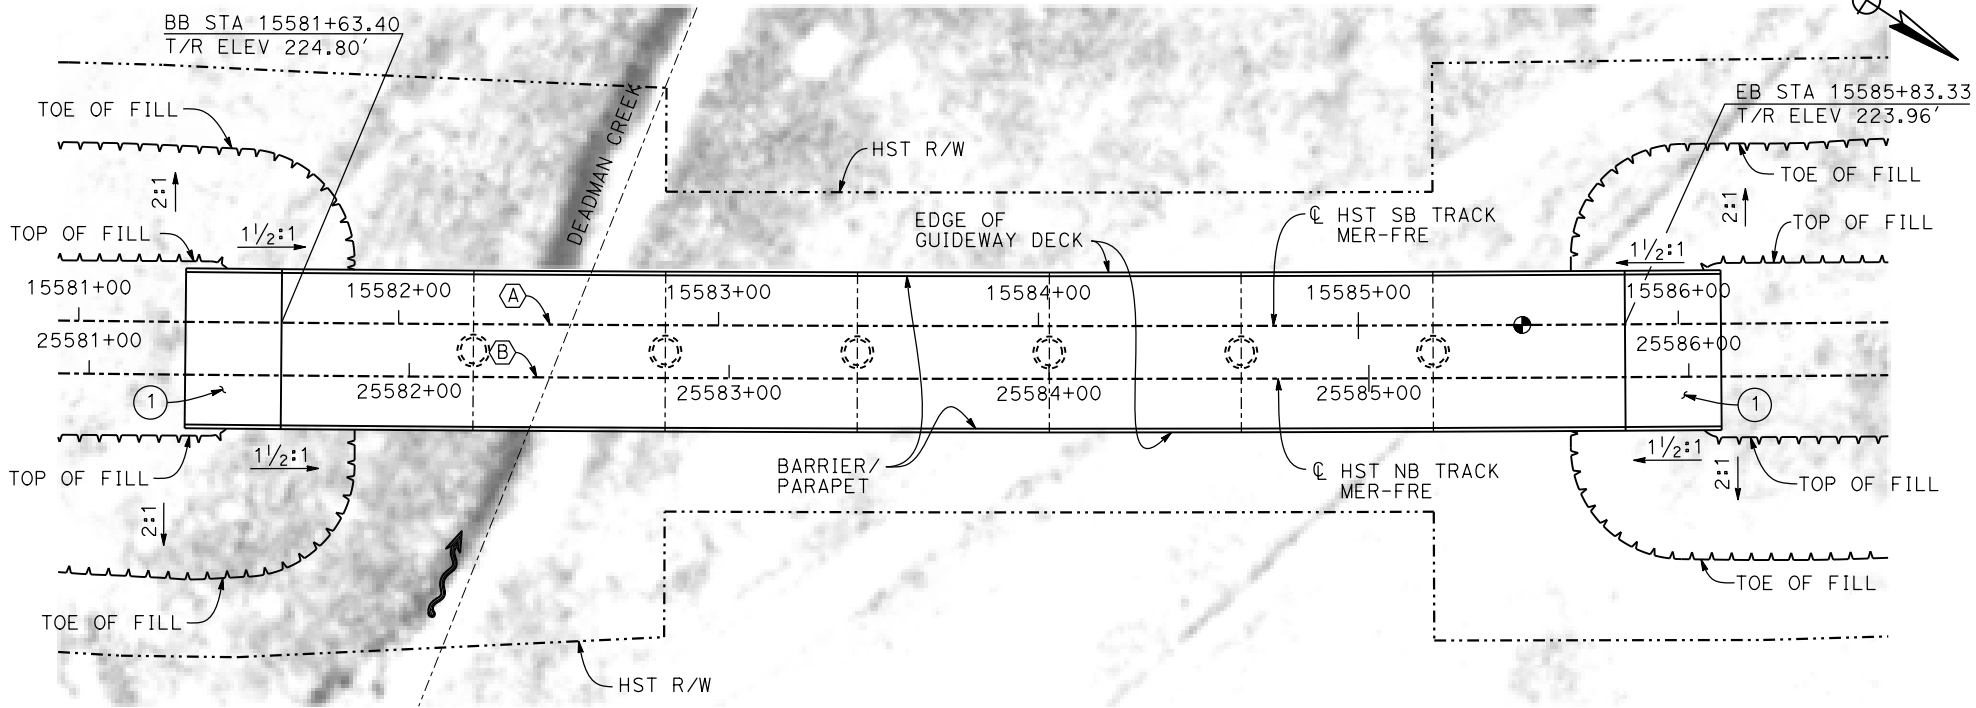 BB STA 15581+63.40
T/R ELEV 224.80′
EB STA 15585+83.33
T/R ELEV 223.96′
TOE OF FILL
DEADMAN CREEK
HST R/W
TOE OF FILL
2:1
2:1
TOP OF FILL
1½:1
EDGE OF
GUIDEWAY DECK
℄ HST SB TRACK
MER-FRE
TOP OF FILL
1½:1
15581+00
15582+00
A
15583+00
15584+00
15585+00
15586+00
25581+00
B
25586+00
25582+00
25583+00
25584+00
25585+00
1
1
TOP OF FILL
1½:1
BARRIER/
PARAPET
℄ HST NB TRACK
MER-FRE
1½:1
2:1
TOP OF FILL
2:1
TOE OF FILL
TOE OF FILL
HST R/W